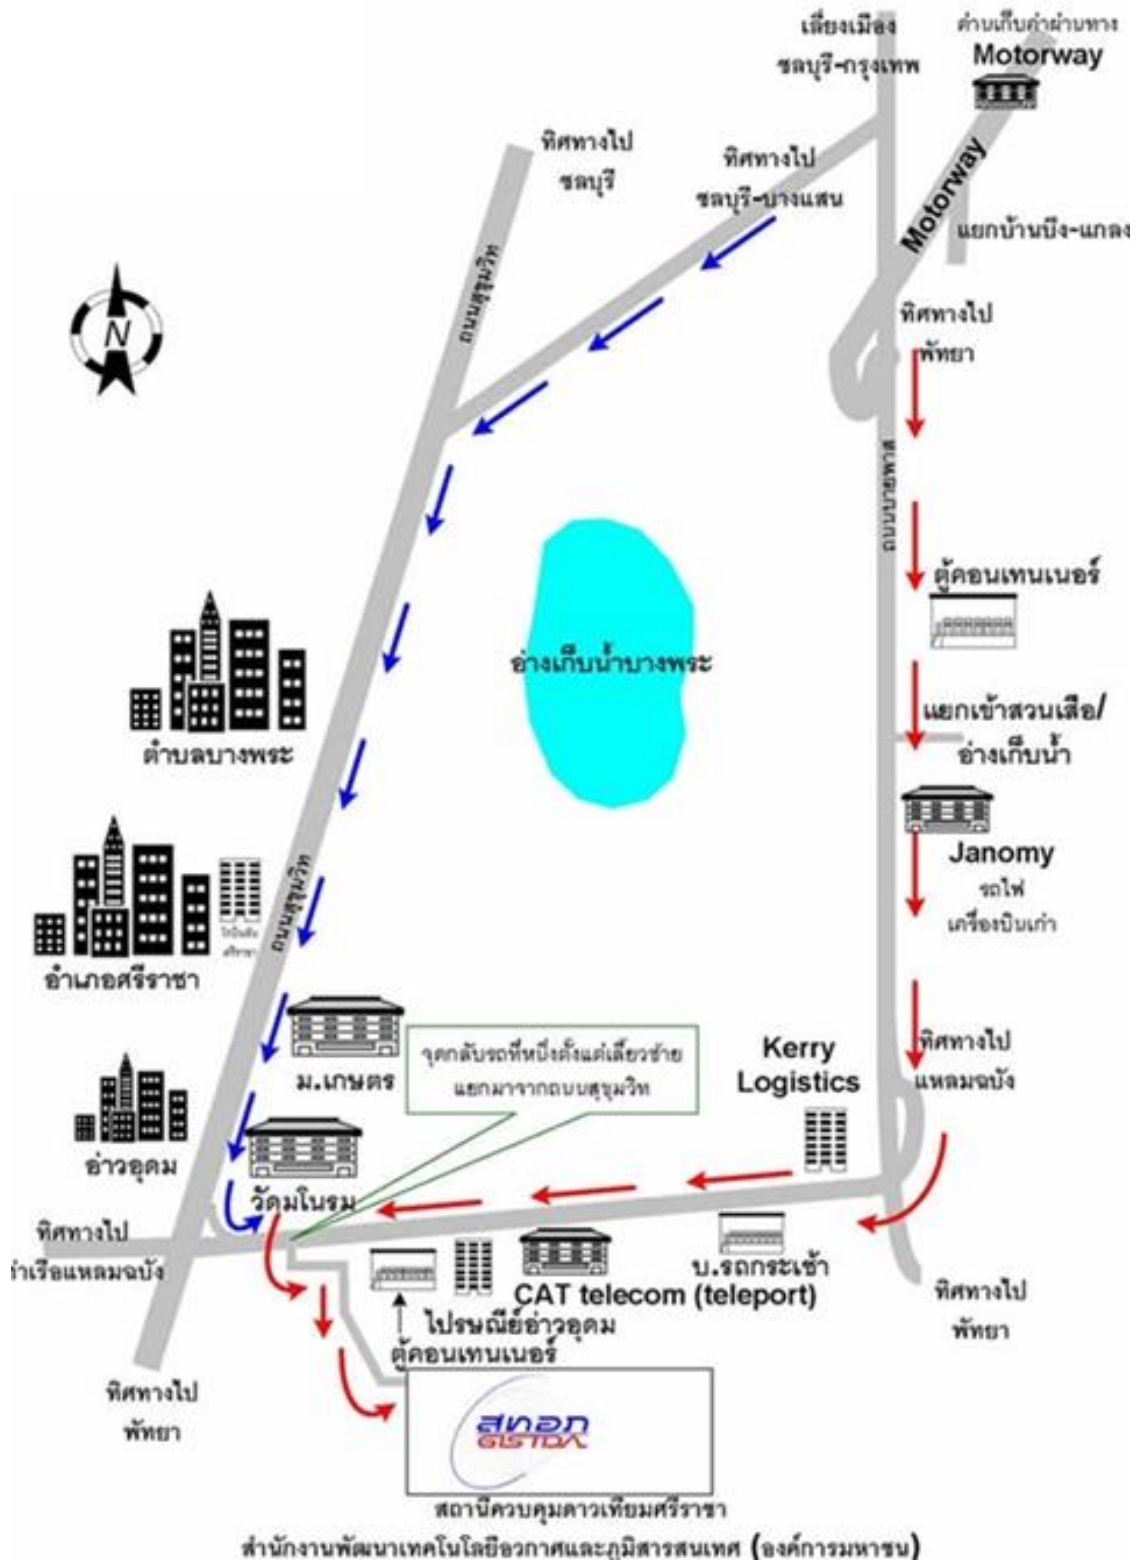 เลี่ยงเมือง
ชลบุรี-กรุงเทพ
ด่านเก็บค่าผ่านทาง
Motorway
ทิศทางไป
ชลบุรี
ทิศทางไป
ชลบุรี-บางแสน
Motorway
แยกบ้านบึง-แกลง
ถนนสุขุมวิท
N
ทิศทางไป
พัทยา
ถนนบายพาส
ตู้คอนเทนเนอร์
อ่างเก็บน้ำบางพระ
แยกเข้าสวนเสือ/
อ่างเก็บน้ำ
ตำบลบางพระ
Janomy
รถไฟ
เครื่องบินเก่า
ถนนสุขุมวิท
โรบินสัน
ศรีราชา
อำเภอศรีราชา
จุดกลับรถที่หนึ่งตั้งแต่เลี้ยวซ้าย
แยกมาจากถนนสุขุมวิท
Kerry
Logistics
ทิศทางไป
แหลมฉบัง
ม.เกษตร
อ่าวอุดม
วัดมโนรม
ทิศทางไป
ท่าเรือแหลมฉบัง
บ.รถกระเช้า
CAT telecom (teleport)
ไปรษณีย์อ่าวอุดม
ตู้คอนเทนเนอร์
ทิศทางไป
พัทยา
ทิศทางไป
พัทยา
สทอภ
GISTDA
สถานีควบคุมดาวเทียมศรีราชา
สำนักงานพัฒนาเทคโนโลยีอวกาศและภูมิสารสนเทศ (องค์การมหาชน)